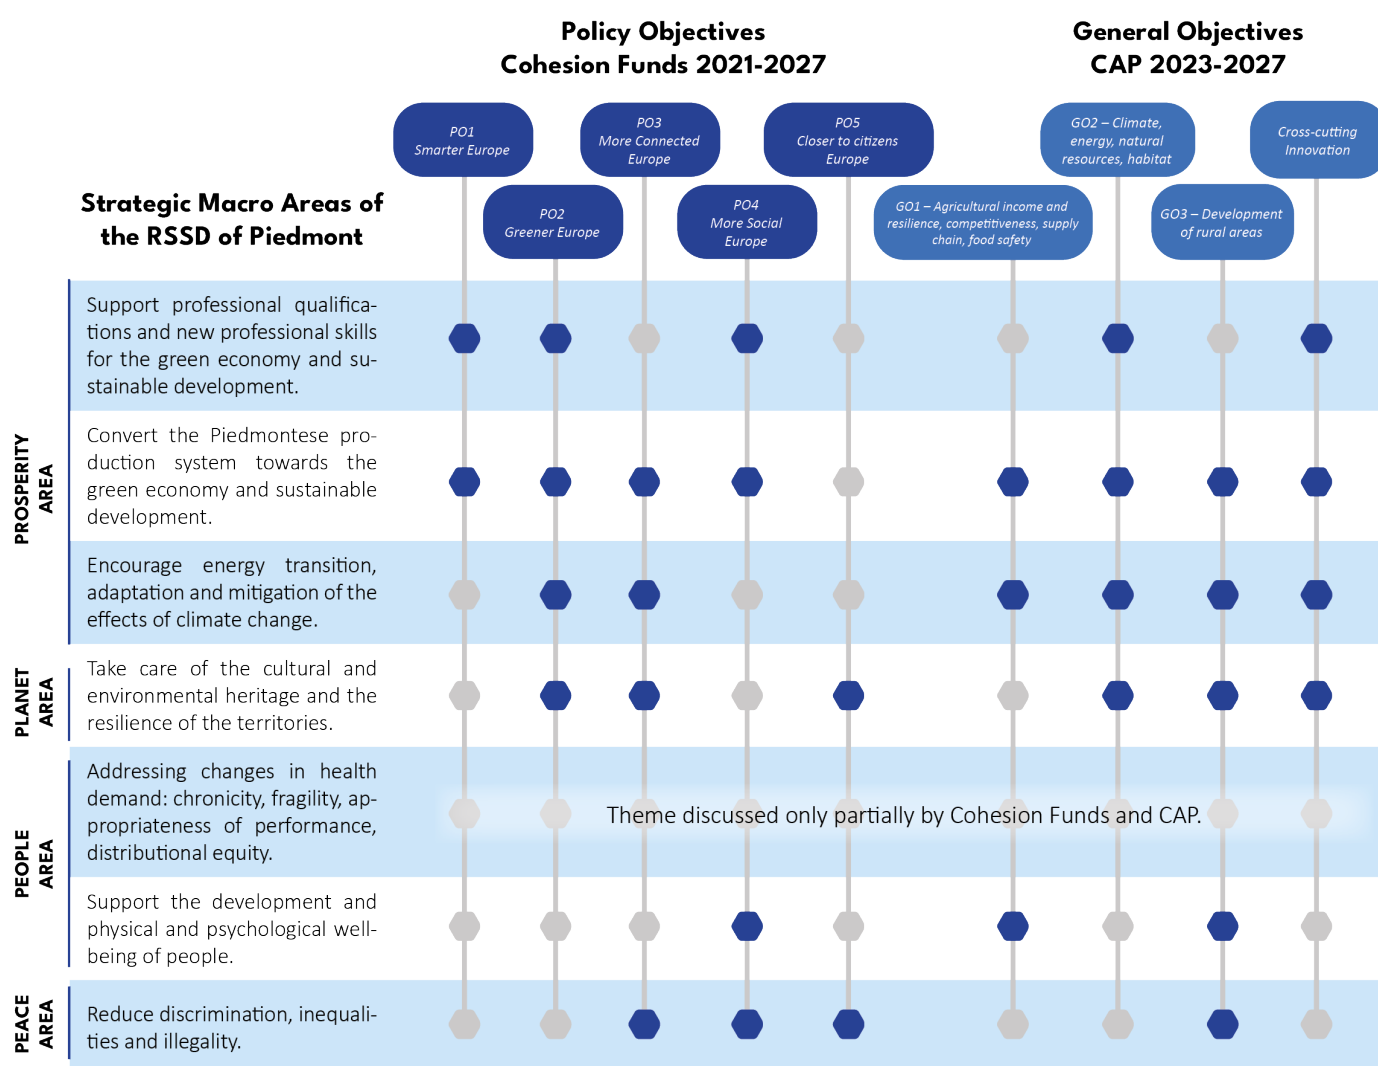 Policy Objectives
Cohesion Funds 2021-2027
General Objectives
CAP 2023-2027
PO1
Smarter Europe
PO3
More Connected
Europe
PO5
Closer to citizens
Europe
GO2 – Climate,
energy, natural
resources, habitat
Cross-cutting
Innovation
PO2
Greener Europe
PO4
More Social
Europe
GO1 – Agricultural income and
resilience, competitiveness, supply
chain, food safety
GO3 – Development
of rural areas
Strategic Macro Areas of
the RSSD of Piedmont
PROSPERITY
AREA
Support professional qualifica-
tions and new professional skills
for the green economy and su-
stainable development.
Convert the Piedmontese pro-
duction system towards the
green economy and sustainable
development.
Encourage energy transition,
adaptation and mitigation of the
effects of climate change.
PLANET
AREA
Take care of the cultural and
environmental heritage and the
resilience of the territories.
PEOPLE
AREA
Addressing changes in health
demand: chronicity, fragility, ap-
propriateness of performance,
distributional equity.
Theme discussed only partially by Cohesion Funds and CAP.
Support the development and
physical and psychological well-
being of people.
PEACE
AREA
Reduce discrimination, inequali-
ties and illegality.